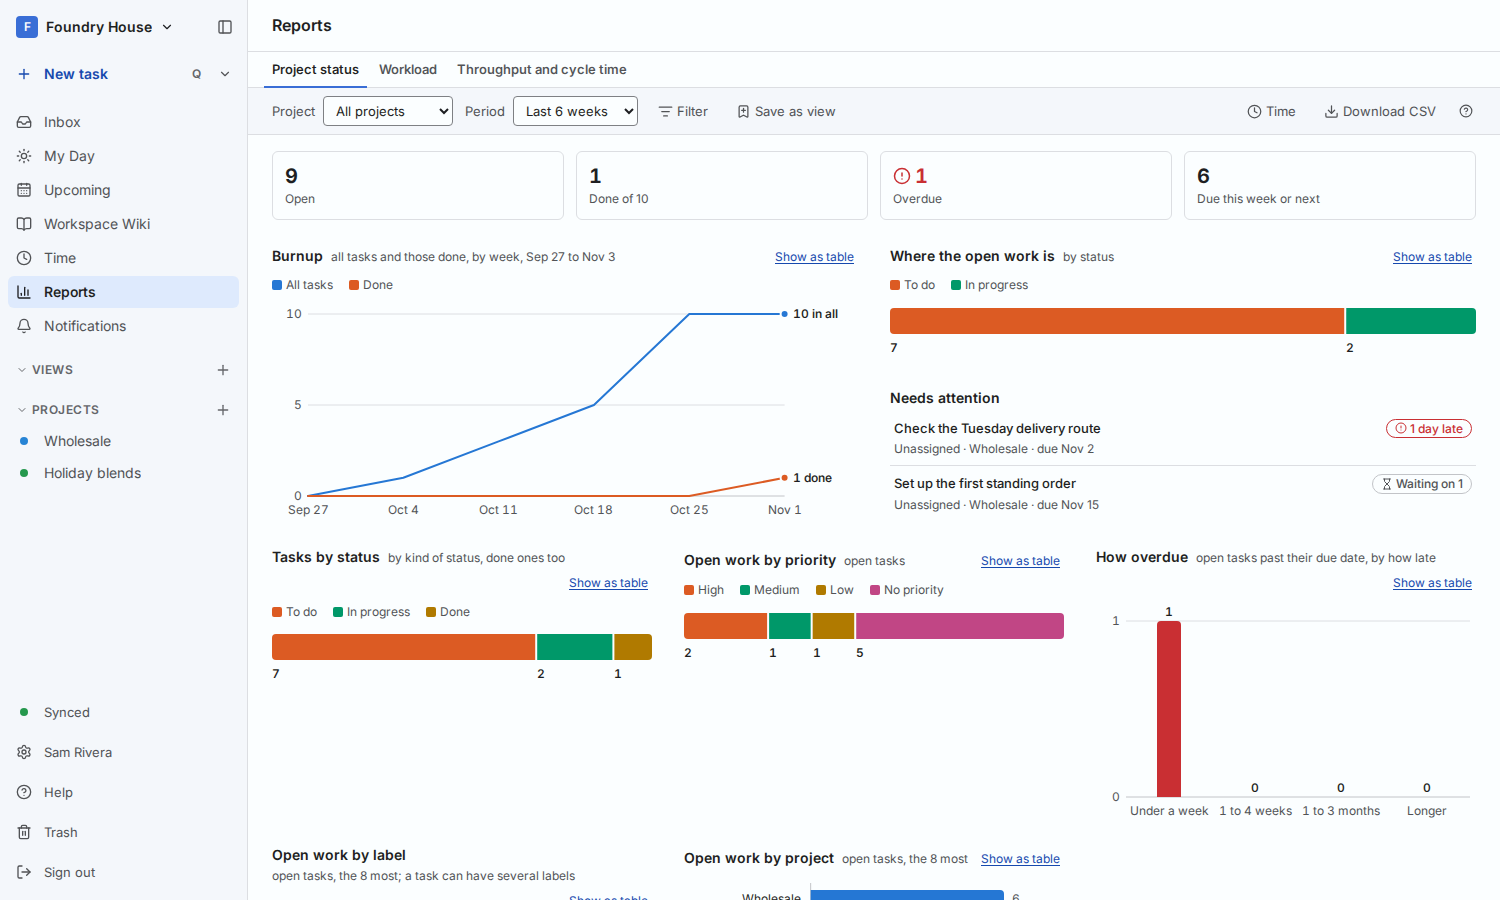 F Foundry House
New task Q
Inbox
My Day
Upcoming
Workspace Wiki
Time
Reports
Notifications
VIEWS
PROJECTS
Wholesale
Holiday blends
Synced
Sam Rivera
Help
Trash
Sign out
Reports
Project status Workload Throughput and cycle time
Project All projects Period Last 6 weeks Filter Save as view Time Download CSV
9
Open
1
Done of 10
1
Overdue
6
Due this week or next
Burnup all tasks and those done, by week, Sep 27 to Nov 3 Show as table
All tasks Done
10 10 in all
5
0 1 done
Sep 27 Oct 4 Oct 11 Oct 18 Oct 25 Nov 1
Where the open work is by status Show as table
To do In progress
7 2
Needs attention
Check the Tuesday delivery route 1 day late
Unassigned · Wholesale · due Nov 2
Set up the first standing order Waiting on 1
Unassigned · Wholesale · due Nov 15
Tasks by status by kind of status, done ones too
Show as table
To do In progress Done
7 2 1
Open work by priority open tasks Show as table
High Medium Low No priority
2 1 1 5
How overdue open tasks past their due date, by how late
Show as table
1
1
0 0 0 0
Under a week 1 to 4 weeks 1 to 3 months Longer
Open work by label
open tasks, the 8 most; a task can have several labels
Show as table
Open work by project open tasks, the 8 most Show as table
Wholesale 6